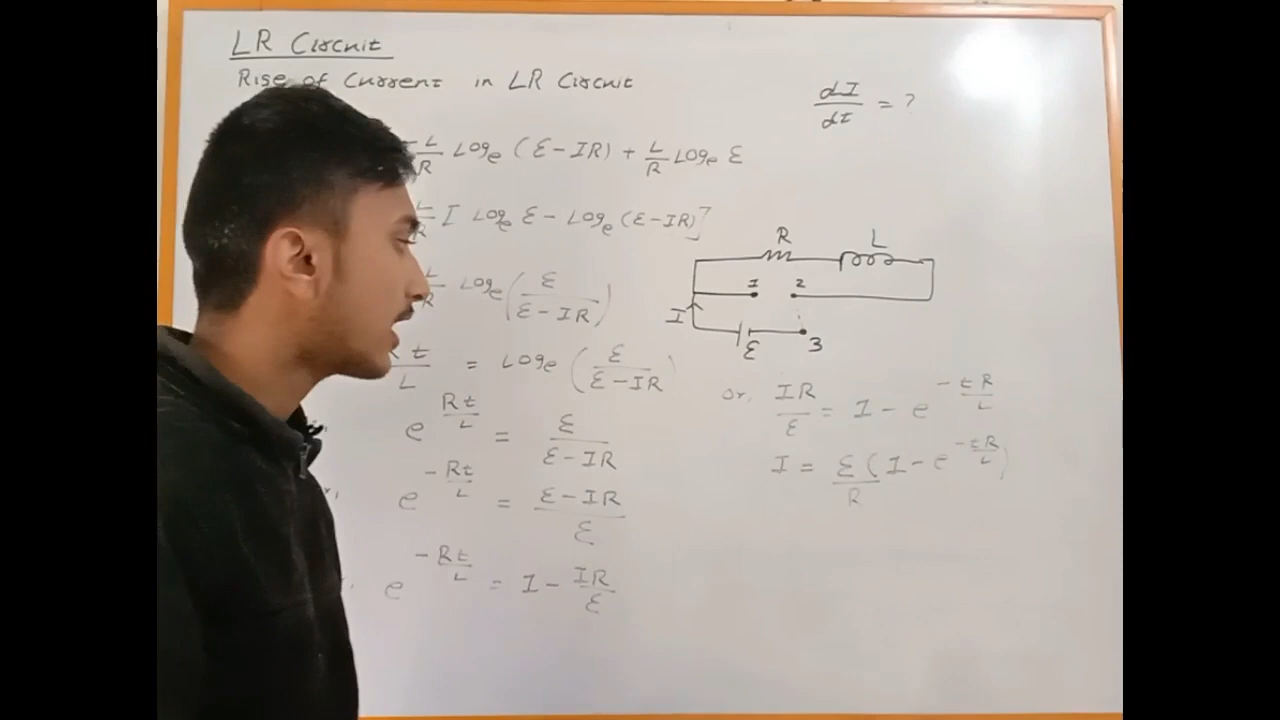 LR Circuit
Rise of Current in LR Circuit
dI/dt = ?
L/R Loge (ε-IR) + L/R Loge ε
L/R [ Loge ε - Loge (ε-IR)]
L/R Loge (ε/(ε-IR))
Rt/L = Loge (ε/(ε-IR))
e^(Rt/L) = ε/(ε-IR)
e^(-Rt/L) = (ε-IR)/ε
e^(-Rt/L) = 1 - IR/ε
R L
1 2
I
ε 3
or, IR/ε = 1 - e^(-tR/L)
I = ε/R (1 - e^(-tR/L))